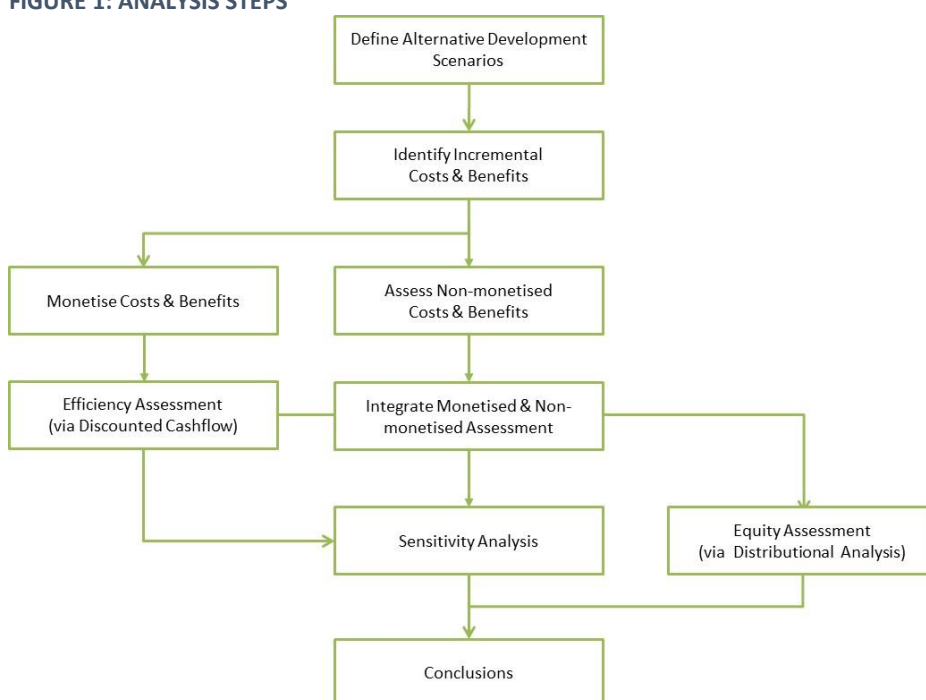 FIGURE 1: ANALYSIS STEPS
Define Alternative Development
Scenarios
Identify Incremental
Costs & Benefits
Monetise Costs & Benefits
Assess Non-monetised
Costs & Benefits
Efficiency Assessment
(via Discounted Cashflow)
Integrate Monetised & Non-
monetised Assessment
Sensitivity Analysis
Equity Assessment
(via Distributional Analysis)
Conclusions